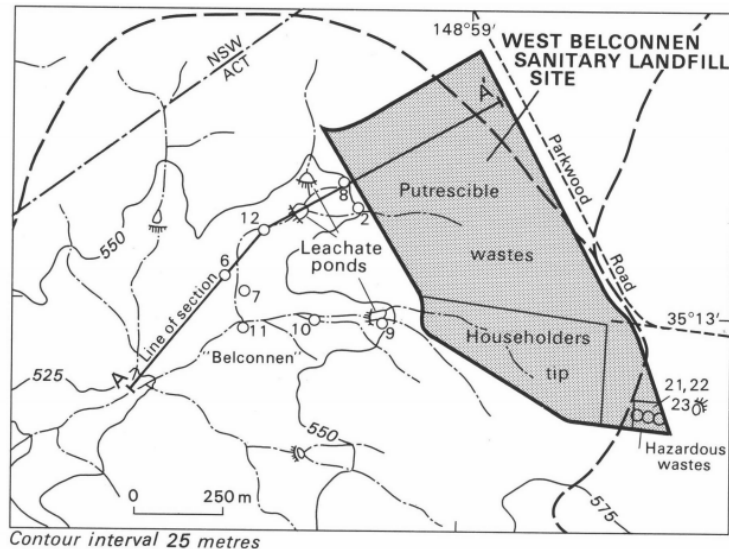 148°59'
WEST BELCONNEN
SANITARY LANDFILL
SITE
NSW
ACT
A'
Parkwood
Road
Putrescible
wastes
8
2
12
550
Leachate
ponds
6
7
Line of section
11
10
9
"Belconnen"
35°13'
Householders
tip
525
A
21, 22
23
550
Hazardous
wastes
0 250 m
575
Contour interval 25 metres